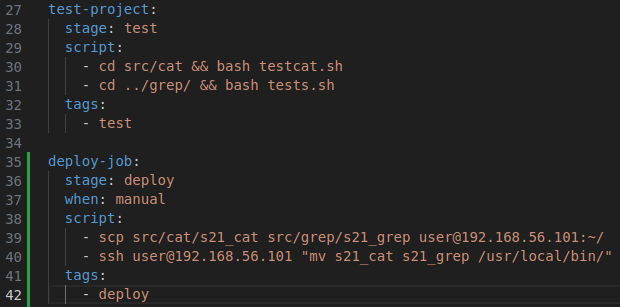 27 test-project:
28   stage: test
29   script:
30     - cd src/cat && bash testcat.sh
31     - cd ../grep/ && bash tests.sh
32   tags:
33     - test
34
35 deploy-job:
36   stage: deploy
37   when: manual
38   script:
39     - scp src/cat/s21_cat src/grep/s21_grep user@192.168.56.101:~/
40     - ssh user@192.168.56.101 "mv s21_cat s21_grep /usr/local/bin/"
41   tags:
42     - deploy